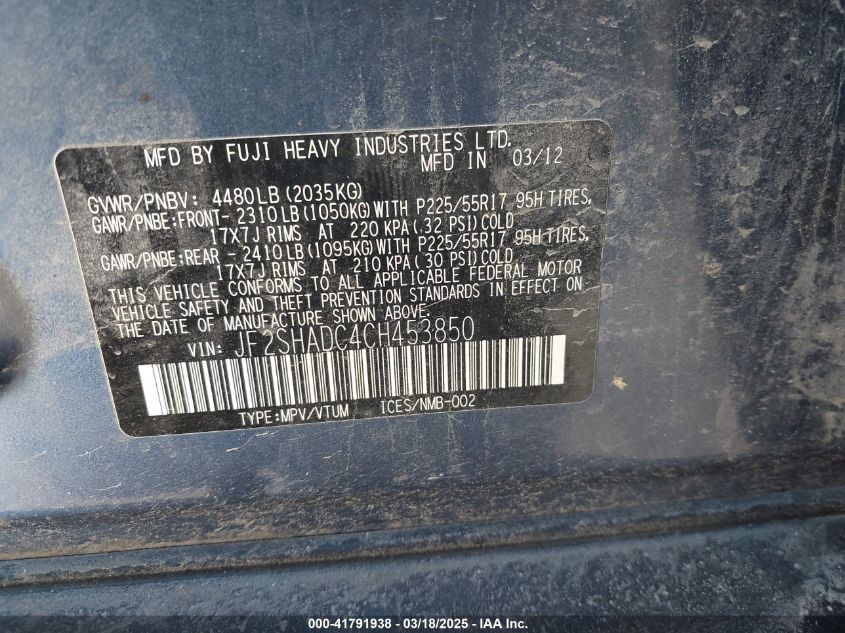 MFD BY FUJI HEAVY INDUSTRIES LTD.
MFD IN 03/12
GVWR/PNBV: 4480LB(2035KG)
GAWR/PNBE:FRONT- 2310LB(1050KG)WITH P225/55R17 95H TIRES,
17X7J RIMS AT 220 KPA( 32 PSI)COLD
GAWR/PNBE:REAR - 2410LB(1095KG)WITH P225/55R17 95H TIRES,
17X7J RIMS AT 210 KPA( 30 PSI)COLD
THIS VEHICLE CONFORMS TO ALL APPLICABLE FEDERAL MOTOR
VEHICLE SAFETY AND THEFT PREVENTION STANDARDS IN EFFECT ON
THE DATE OF MANUFACTURE SHOWN ABOVE.
VIN: JF2SHADC4CH453850
TYPE:MPV/VTUM ICES/NMB-002
000-41791938 - 03/18/2025 - IAA Inc.